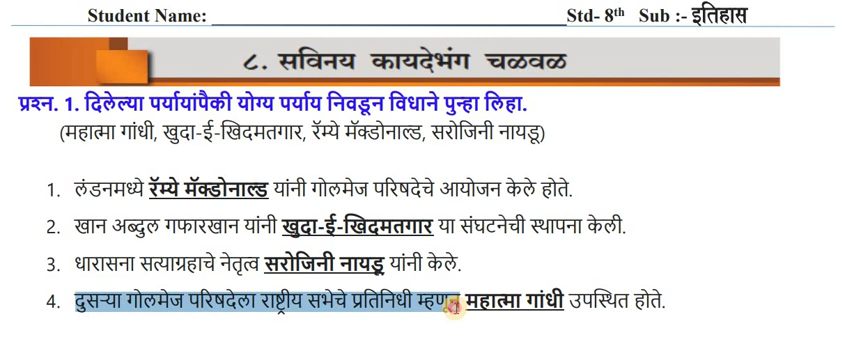 Student Name: Std- 8th Sub :- इतिहास
८. सविनय कायदेभंग चळवळ
प्रश्न. 1. दिलेल्या पर्यायांपैकी योग्य पर्याय निवडून विधाने पुन्हा लिहा.
(महात्मा गांधी, खुदा-ई-खिदमतगार, रॅम्ये मॅक्डोनाल्ड, सरोजिनी नायडू)
1. लंडनमध्ये रॅम्ये मॅक्डोनाल्ड यांनी गोलमेज परिषदेचे आयोजन केले होते.
2. खान अब्दुल गफारखान यांनी खुदा-ई-खिदमतगार या संघटनेची स्थापना केली.
3. धारासना सत्याग्रहाचे नेतृत्व सरोजिनी नायडू यांनी केले.
4. दुसऱ्या गोलमेज परिषदेला राष्ट्रीय सभेचे प्रतिनिधी म्हणून महात्मा गांधी उपस्थित होते.